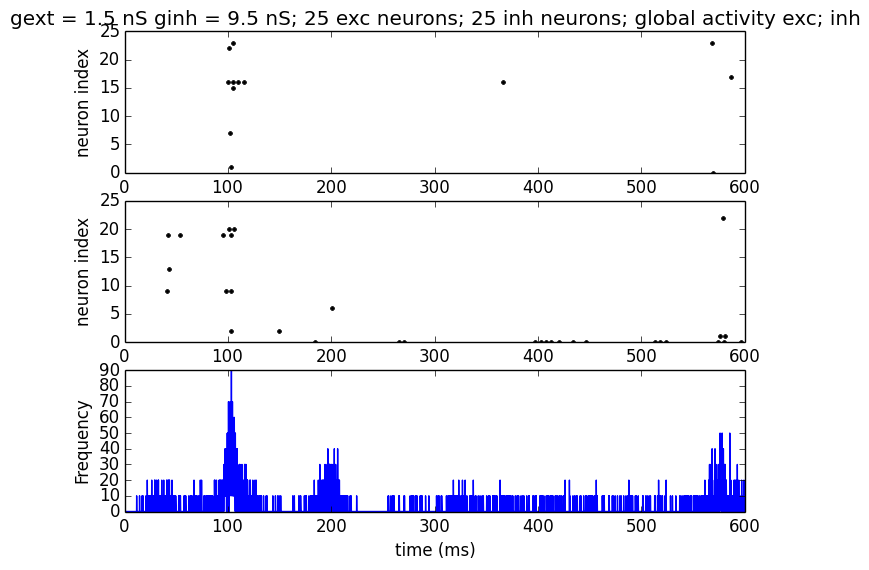 gext = 1.5 nS ginh = 9.5 nS; 25 exc neurons; 25 inh neurons; global activity exc; inh
25
20
15
10
5
0
neuron index
0 100 200 300 400 500 600
25
20
15
10
5
0
neuron index
0 100 200 300 400 500 600
90
80
70
60
50
40
30
20
10
0
Frequency
0 100 200 300 400 500 600
time (ms)